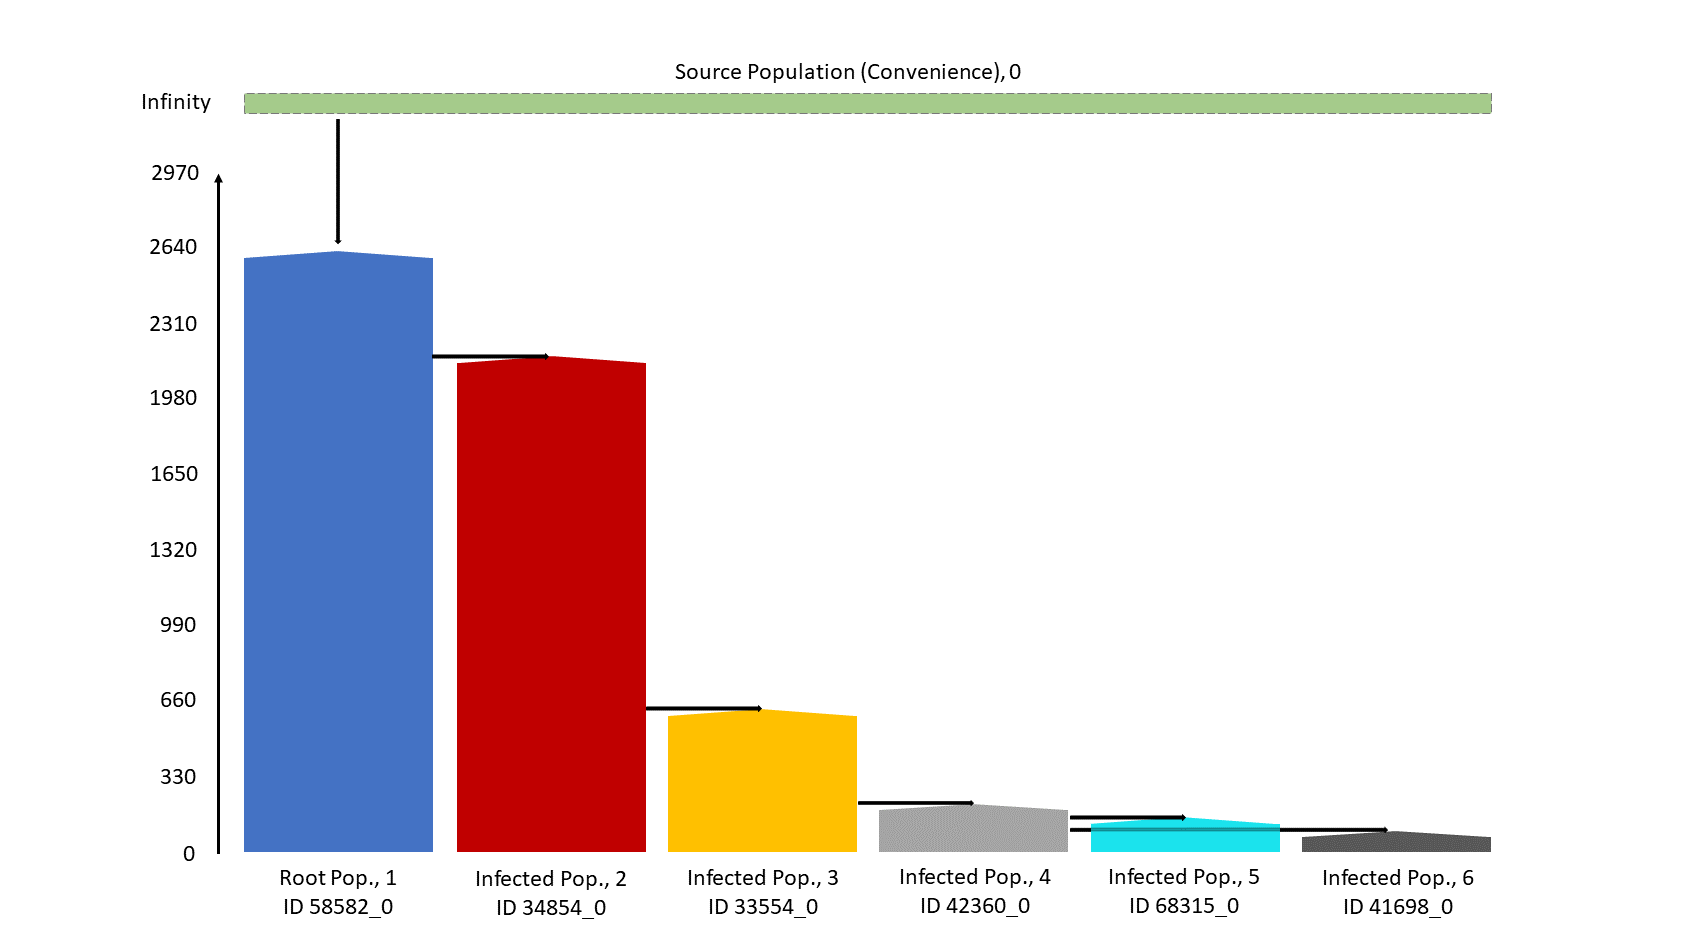 Source Population (Convenience), 0
Infinity
2970
2640
2310
1980
1650
1320
990
660
330
0
Root Pop., 1
ID 58582_0
Infected Pop., 2
ID 34854_0
Infected Pop., 3
ID 33554_0
Infected Pop., 4
ID 42360_0
Infected Pop., 5
ID 68315_0
Infected Pop., 6
ID 41698_0